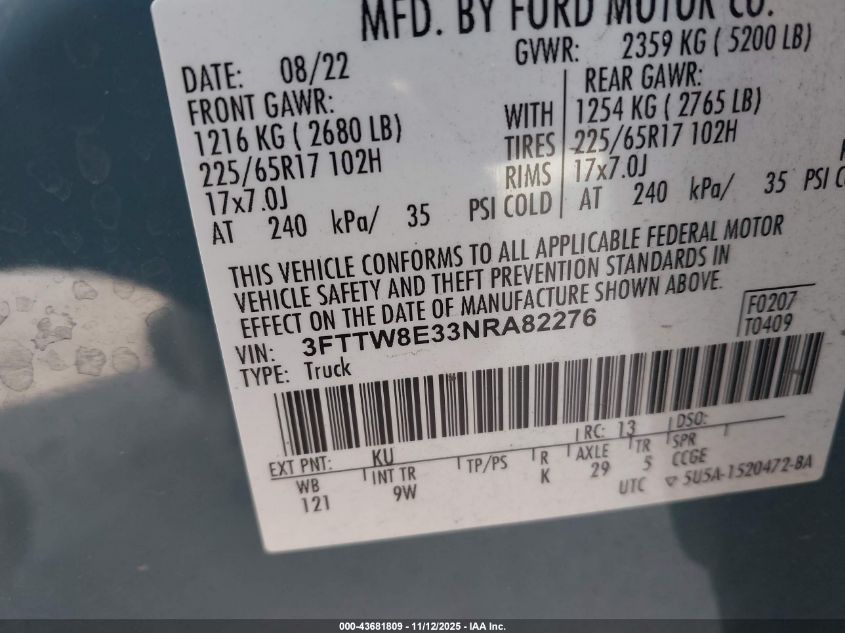 MFD. BY FORD MOTOR CO.
DATE: 08/22 GVWR: 2359 KG ( 5200 LB)
FRONT GAWR: REAR GAWR:
1216 KG ( 2680 LB) WITH 1254 KG ( 2765 LB)
225/65R17 102H TIRES 225/65R17 102H
17x7.0J RIMS 17x7.0J
AT 240 kPa/ 35 PSI COLD AT 240 kPa/ 35 PSI C
THIS VEHICLE CONFORMS TO ALL APPLICABLE FEDERAL MOTOR
VEHICLE SAFETY AND THEFT PREVENTION STANDARDS IN
EFFECT ON THE DATE OF MANUFACTURE SHOWN ABOVE.
F0207
VIN: 3FTTW8E33NRA82276 T0409
TYPE: Truck
EXT PNT: KU RC: 13 DSO:
WB INT TR TP/PS R AXLE TR SPR
121 9W K 29 5 CCGE
UTC 5U5A-1520472-BA
000-43681809 - 11/12/2025 - IAA Inc.